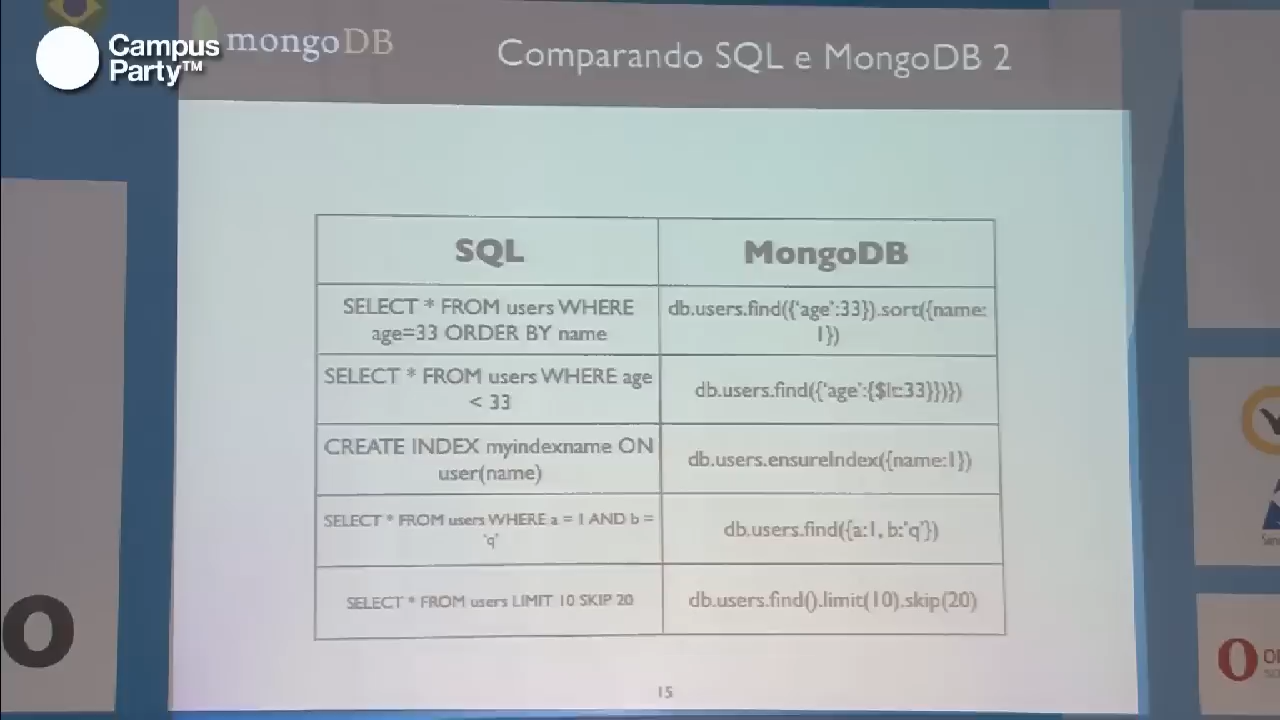 Campus
Party™
mongoDB
Comparando SQL e MongoDB 2
SQL
MongoDB
SELECT * FROM users WHERE
age=33 ORDER BY name
db.users.find({'age':33}).sort({name:
1})
SELECT * FROM users WHERE age
< 33
db.users.find({'age':{$lt:33}})})
CREATE INDEX myindexname ON
user(name)
db.users.ensureIndex({name:1})
SELECT * FROM users WHERE a = 1 AND b =
'q'
db.users.find({a:1, b:'q'})
SELECT * FROM users LIMIT 10 SKIP 20
db.users.find().limit(10).skip(20)
15
O